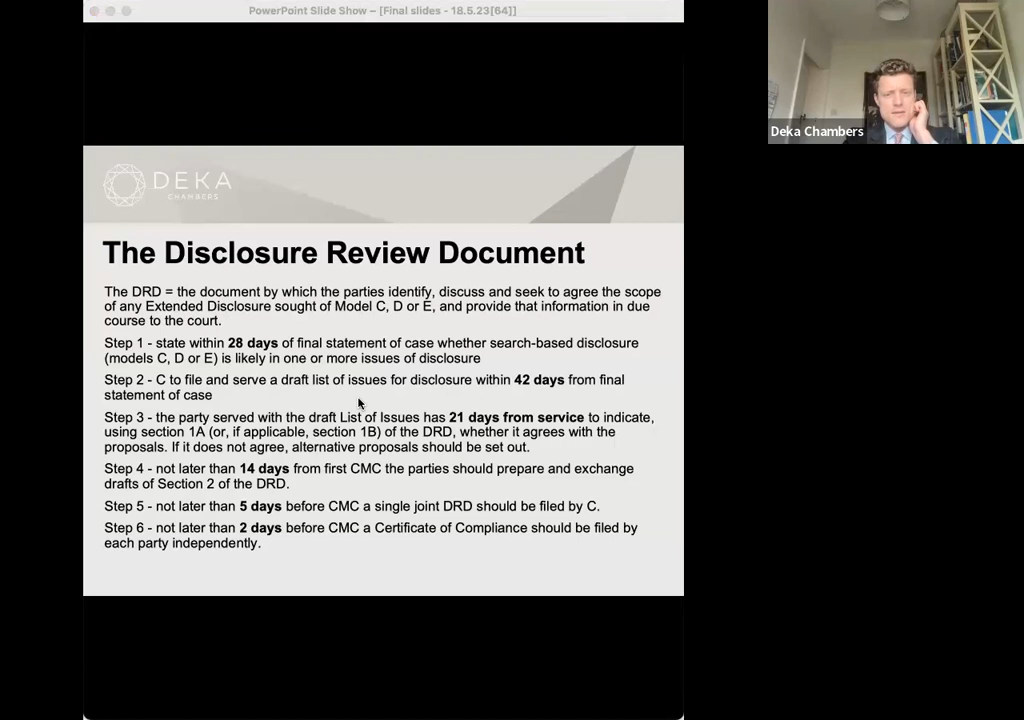 PowerPoint Slide Show – [Final slides - 18.5.23[64]]
Deka Chambers
DEKA
CHAMBERS
The Disclosure Review Document
The DRD = the document by which the parties identify, discuss and seek to agree the scope
of any Extended Disclosure sought of Model C, D or E, and provide that information in due
course to the court.
Step 1 - state within 28 days of final statement of case whether search-based disclosure
(models C, D or E) is likely in one or more issues of disclosure
Step 2 - C to file and serve a draft list of issues for disclosure within 42 days from final
statement of case
Step 3 - the party served with the draft List of Issues has 21 days from service to indicate,
using section 1A (or, if applicable, section 1B) of the DRD, whether it agrees with the
proposals. If it does not agree, alternative proposals should be set out.
Step 4 - not later than 14 days from first CMC the parties should prepare and exchange
drafts of Section 2 of the DRD.
Step 5 - not later than 5 days before CMC a single joint DRD should be filed by C.
Step 6 - not later than 2 days before CMC a Certificate of Compliance should be filed by
each party independently.